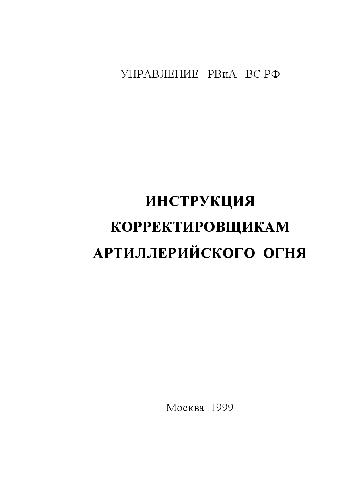 УПРАВЛЕНИЕ РВиА ВС РФ
ИНСТРУКЦИЯ
КОРРЕКТИРОВЩИКАМ
АРТИЛЛЕРИЙСКОГО ОГНЯ
Москва 1999